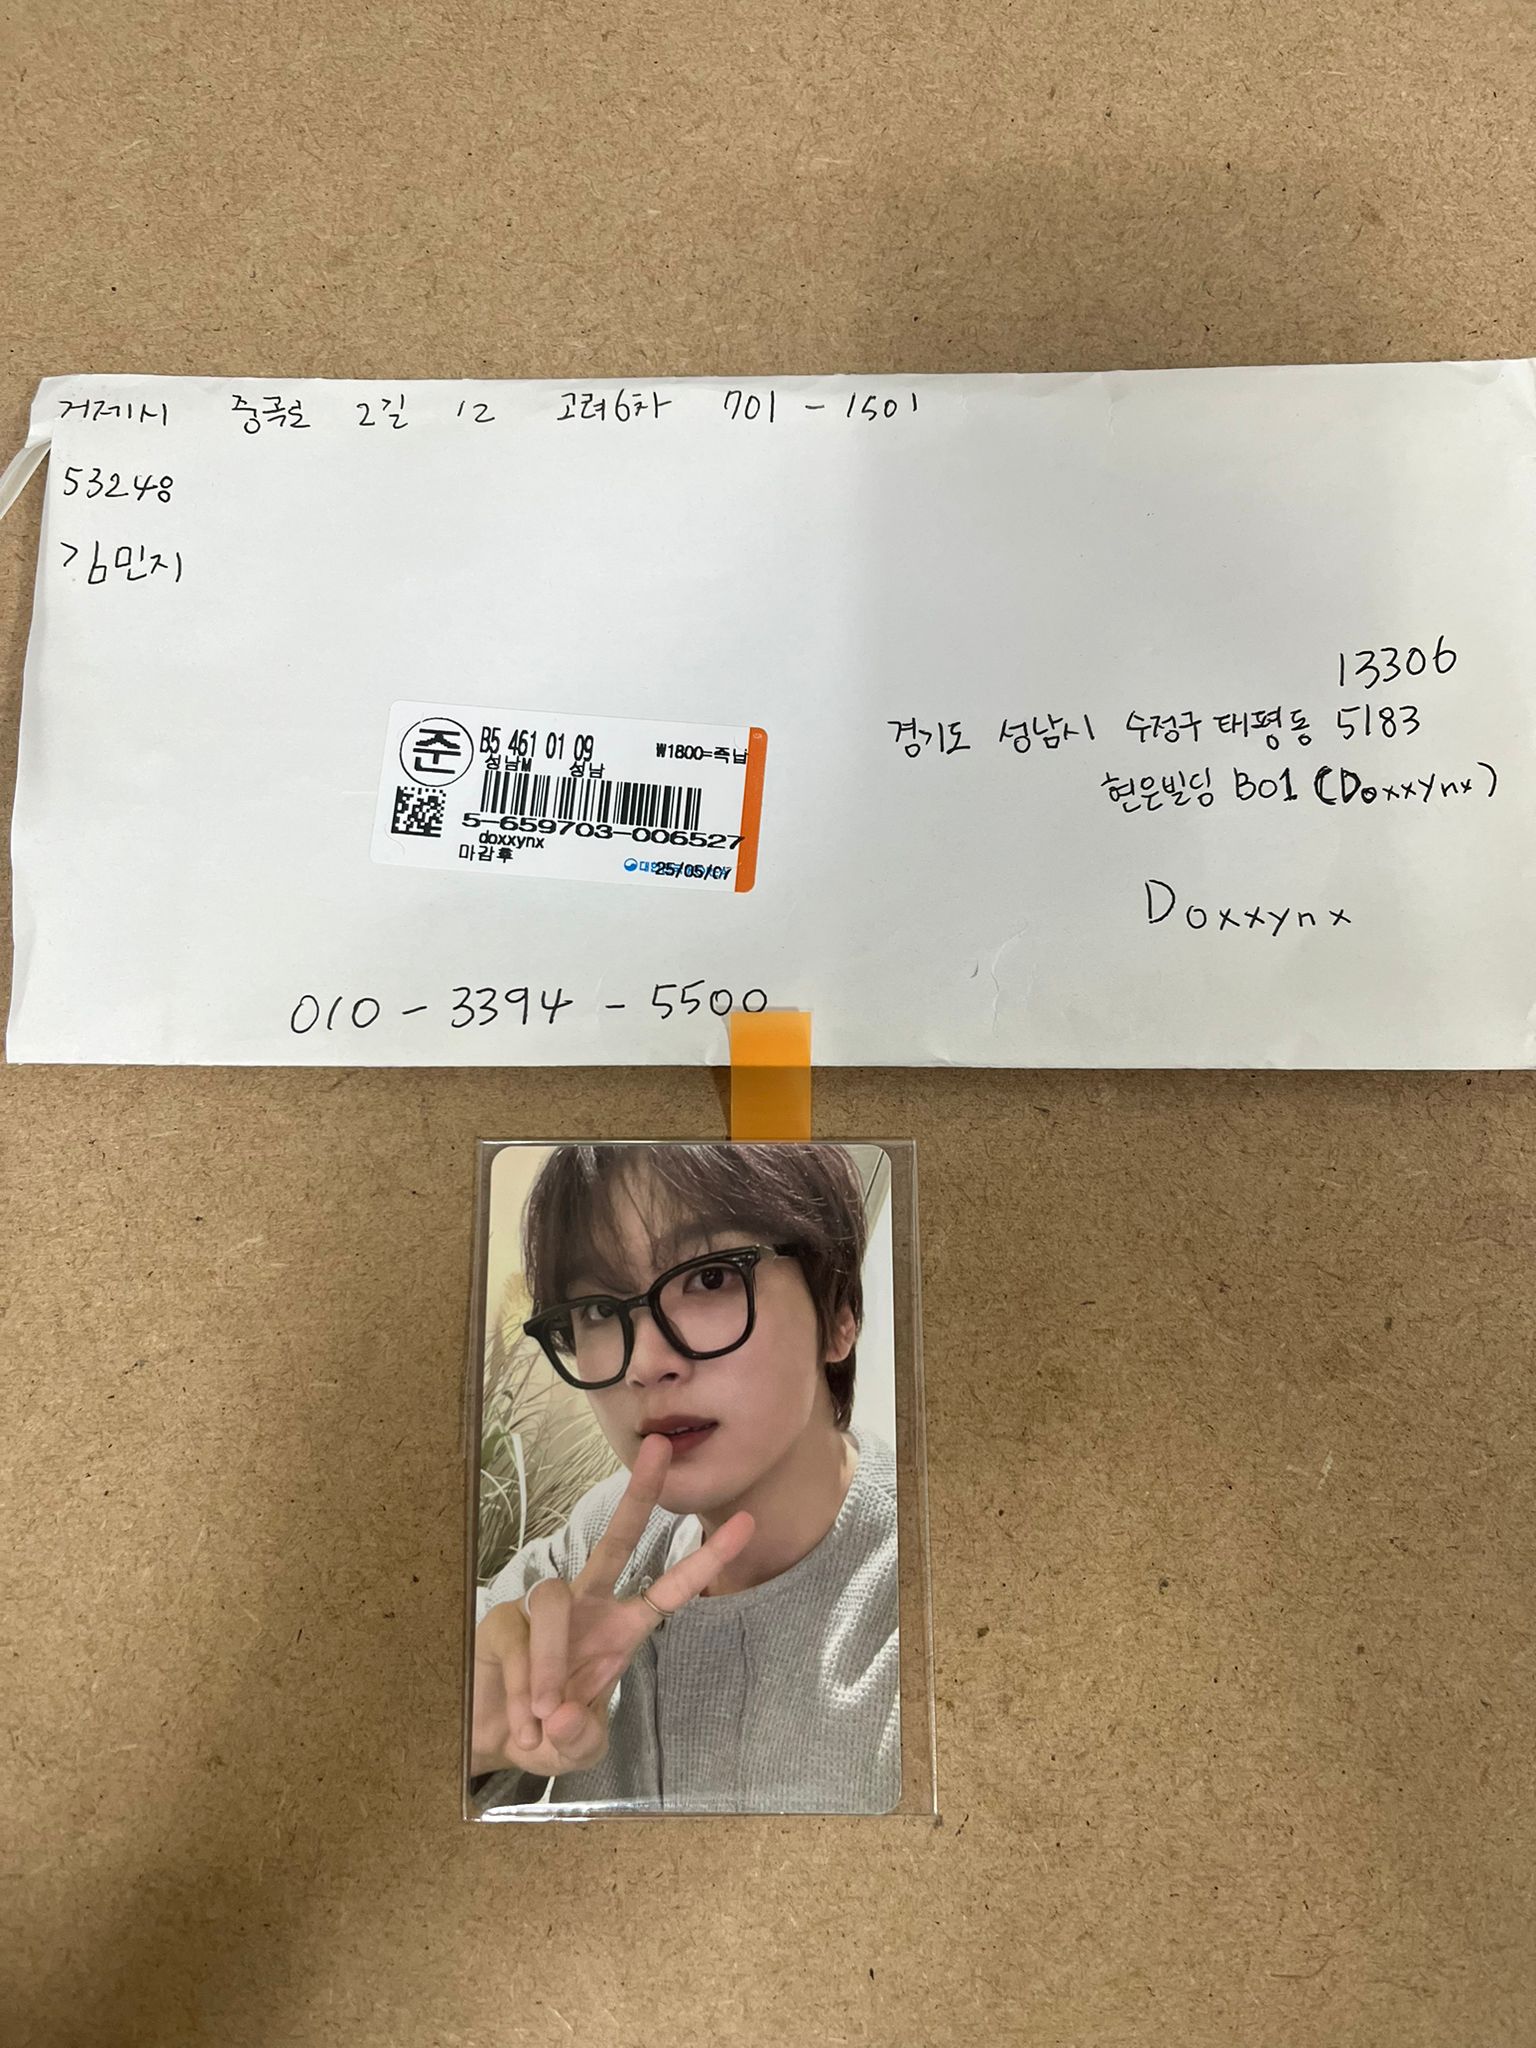 거제시 중곡로 2길 12 고려6차 701-1501
53248
김민지
13306
경기도 성남시 수정구 태평동 5183
현은빌딩 B01 (Doxxynx)
Doxxynx
준
B5 461 01 09
₩1800=즉납
성남M 성남
5-659703-006527
doxxynx
마감후
25/05/07
010-3394-5500